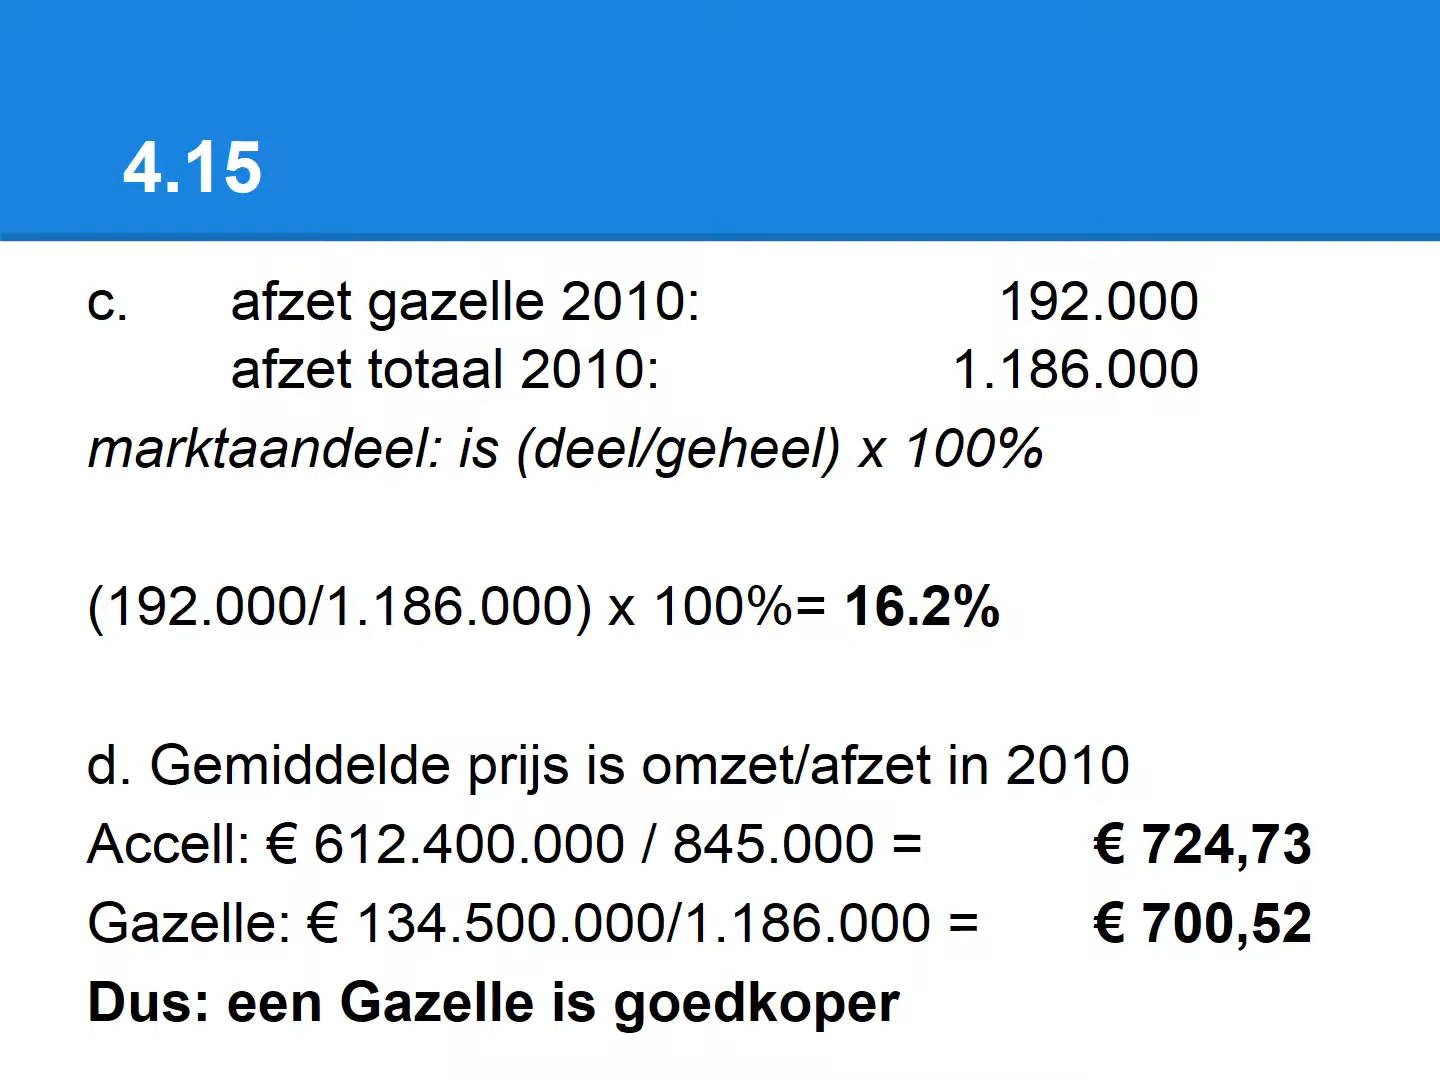 4.15
c. afzet gazelle 2010: 192.000
afzet totaal 2010: 1.186.000
marktaandeel: is (deel/geheel) x 100%
(192.000/1.186.000) x 100%= 16.2%
d. Gemiddelde prijs is omzet/afzet in 2010
Accell: € 612.400.000 / 845.000 = € 724,73
Gazelle: € 134.500.000/1.186.000 = € 700,52
Dus: een Gazelle is goedkoper